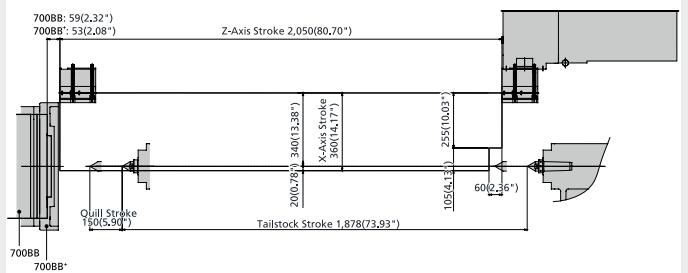 700BB: 59(2.32")
700BB⁺: 53(2.08")
Z-Axis Stroke 2,050(80.70")
340(13.38")
20(0.78")
X-Axis Stroke
360(14.17")
255(10.03")
105(4.13")
60(2.36")
Quill Stroke
150(5.90")
Tailstock Stroke 1,878(73.93")
700BB
700BB⁺